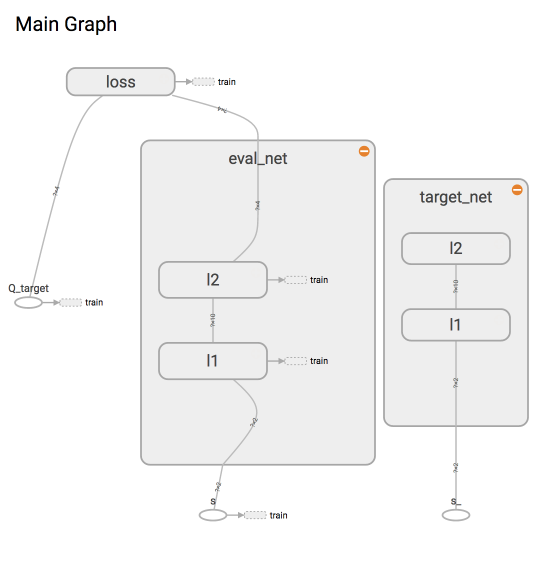 Main Graph
loss
train
?×4
eval_net
?×4
?×4
target_net
l2
l2
train
Q_target
train
?×10
?×10
l1
l1
train
?×2
?×2
?×2
?×2
s
train
s_